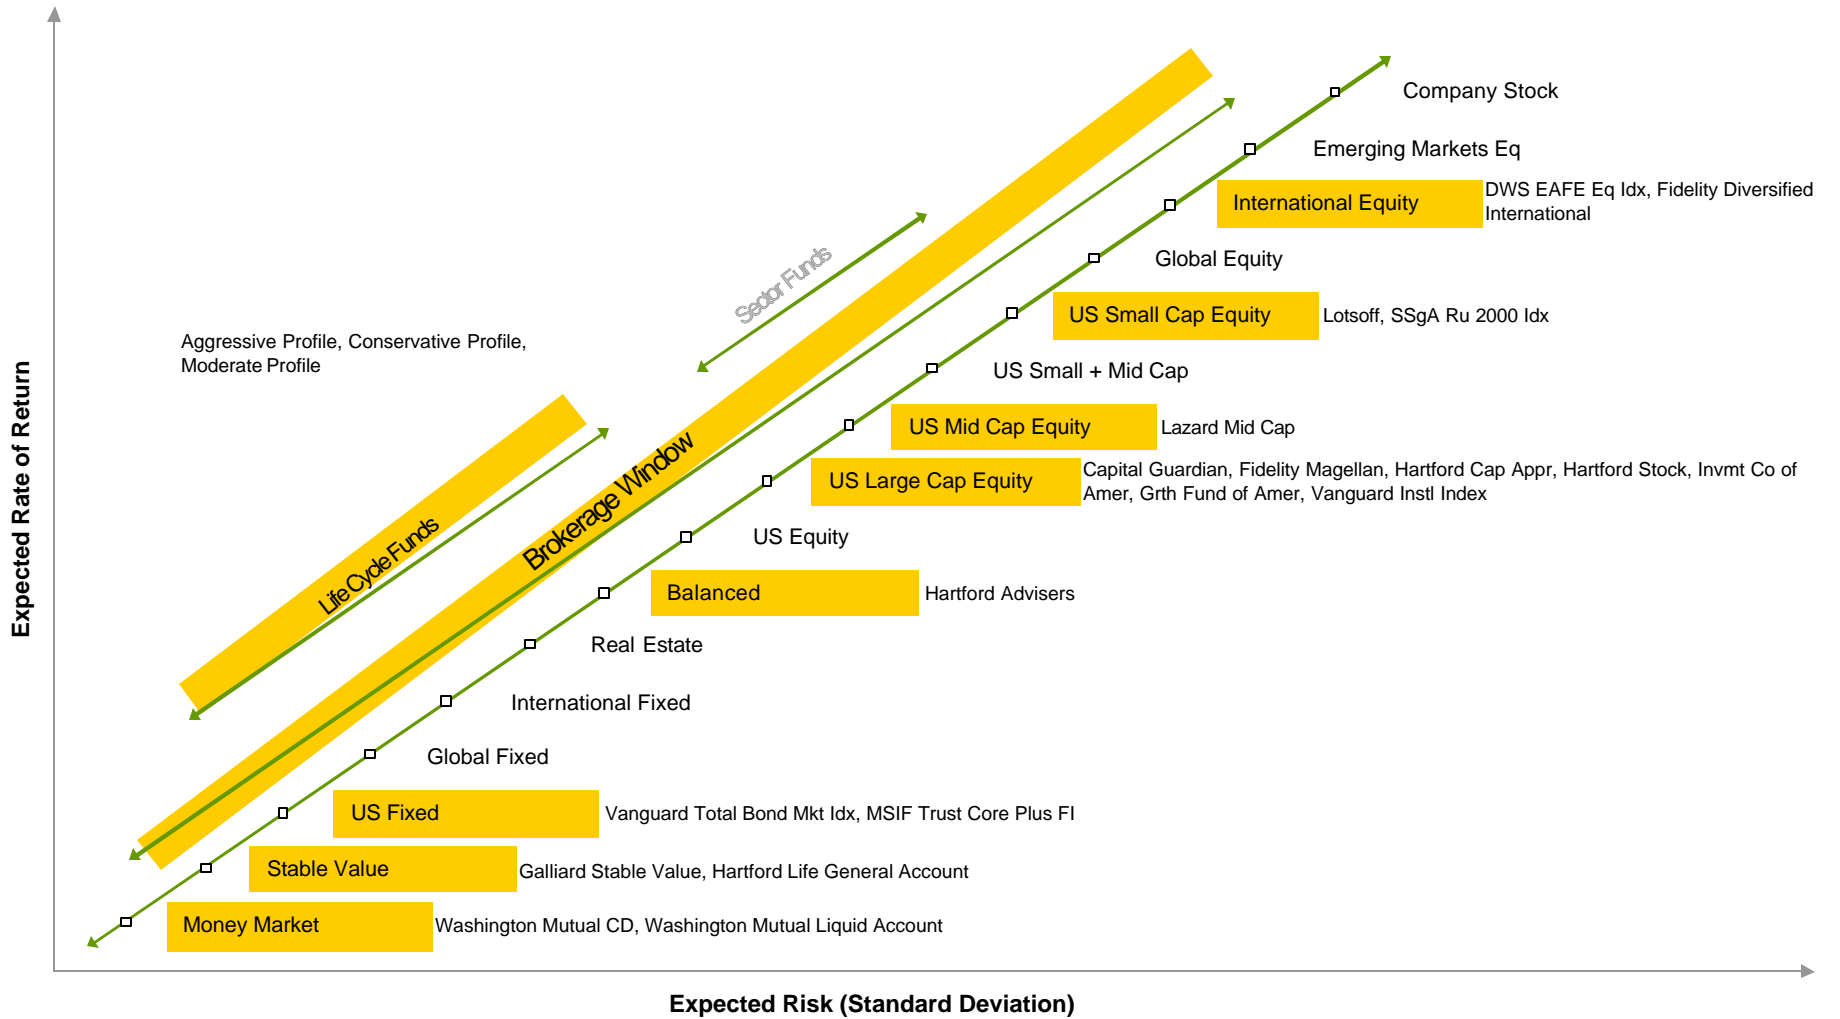 Company Stock
Emerging Markets Eq
International Equity
DWS EAFE Eq Idx, Fidelity Diversified
International
Sector Funds
Global Equity
US Small Cap Equity
Lotsoff, SSgA Ru 2000 Idx
Aggressive Profile, Conservative Profile,
Moderate Profile
US Small + Mid Cap
US Mid Cap Equity
Lazard Mid Cap
US Large Cap Equity
Capital Guardian, Fidelity Magellan, Hartford Cap Appr, Hartford Stock, Invmt Co of
Amer, Grth Fund of Amer, Vanguard Instl Index
Brokerage Window
Life Cycle Funds
US Equity
Balanced
Hartford Advisers
Real Estate
International Fixed
Global Fixed
US Fixed
Vanguard Total Bond Mkt Idx, MSIF Trust Core Plus FI
Stable Value
Galliard Stable Value, Hartford Life General Account
Money Market
Washington Mutual CD, Washington Mutual Liquid Account
Expected Rate of Return
Expected Risk (Standard Deviation)